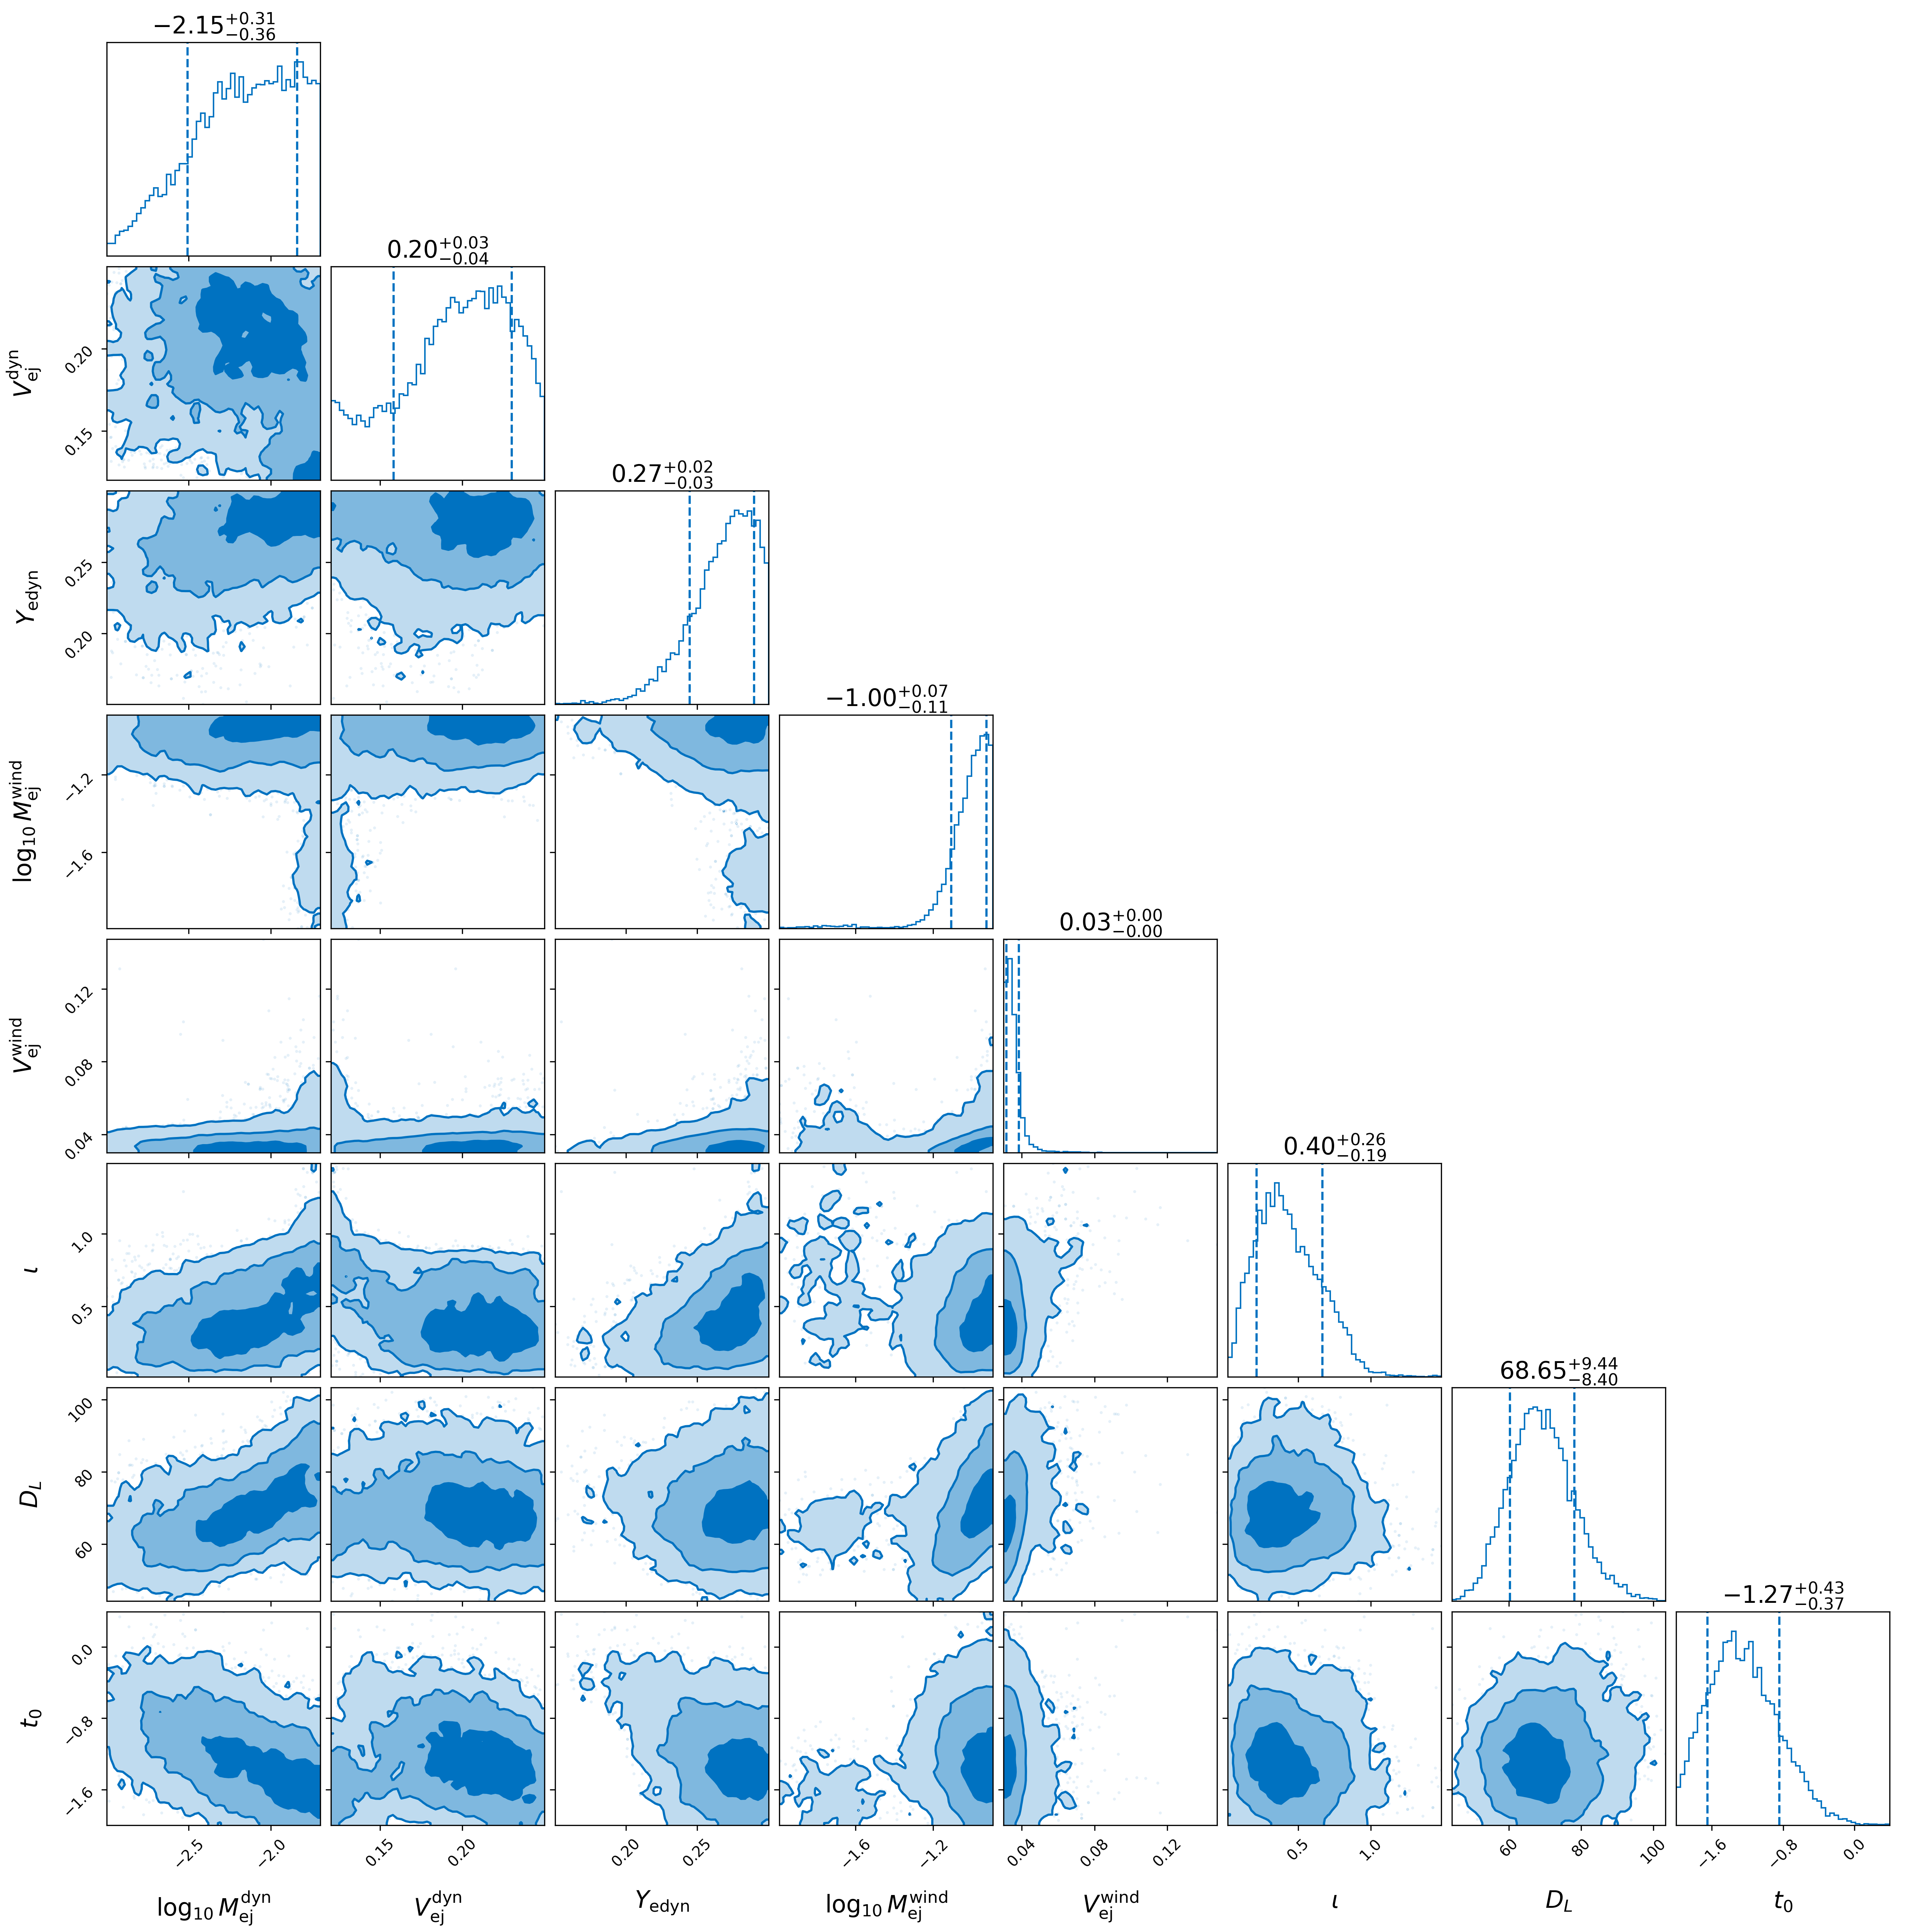 −2.15+0.31−0.36
0.20+0.03−0.04
V_ej^dyn
0.20
0.15
0.27+0.02−0.03
Y_edyn
0.25
0.20
−1.00+0.07−0.11
log10 M_ej^wind
−1.2
−1.6
0.03+0.00−0.00
V_ej^wind
0.12
0.08
0.04
0.40+0.26−0.19
ι
1.0
0.5
68.65+9.44−8.40
D_L
100
80
60
−1.27+0.43−0.37
t_0
0.0
−0.8
−1.6
−2.5 −2.0 0.15 0.20 0.20 0.25 −1.6 −1.2 0.04 0.08 0.12 0.5 1.0 60 80 100 −1.6 −0.8 0.0
log10 M_ej^dyn V_ej^dyn Y_edyn log10 M_ej^wind V_ej^wind ι D_L t_0